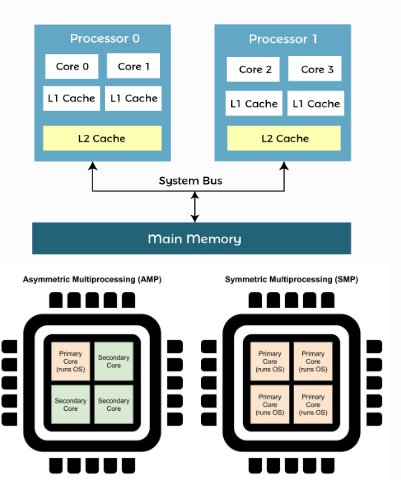 Processor 0
Processor 1
Core 0
Core 1
Core 2
Core 3
L1 Cache
L1 Cache
L1 Cache
L1 Cache
L2 Cache
L2 Cache
System Bus
Main Memory
Asymmetric Multiprocessing (AMP)
Symmetric Multiprocessing (SMP)
Primary
Core
(runs OS)
Secondary
Core
Secondary
Core
Secondary
Core
Primary
Core
(runs OS)
Primary
Core
(runs OS)
Primary
Core
(runs OS)
Primary
Core
(runs OS)